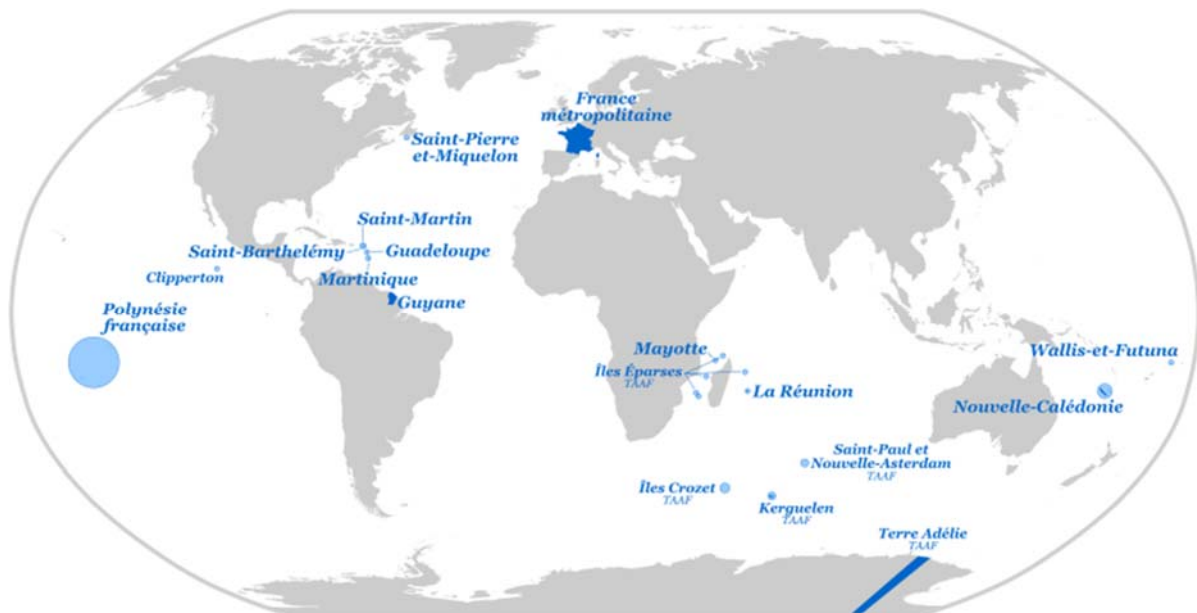 France
métropolitaine
Saint-Pierre
et-Miquelon
Saint-Martin
Saint-Barthelémy
Guadeloupe
Clipperton
Martinique
Guyane
Polynésie
française
Mayotte
Îles Éparses
TAAF
La Réunion
Wallis-et-Futuna
Nouvelle-Calédonie
Saint-Paul et
Nouvelle-Asterdam
TAAF
Îles Crozet
TAAF
Kerguelen
TAAF
Terre Adélie
TAAF